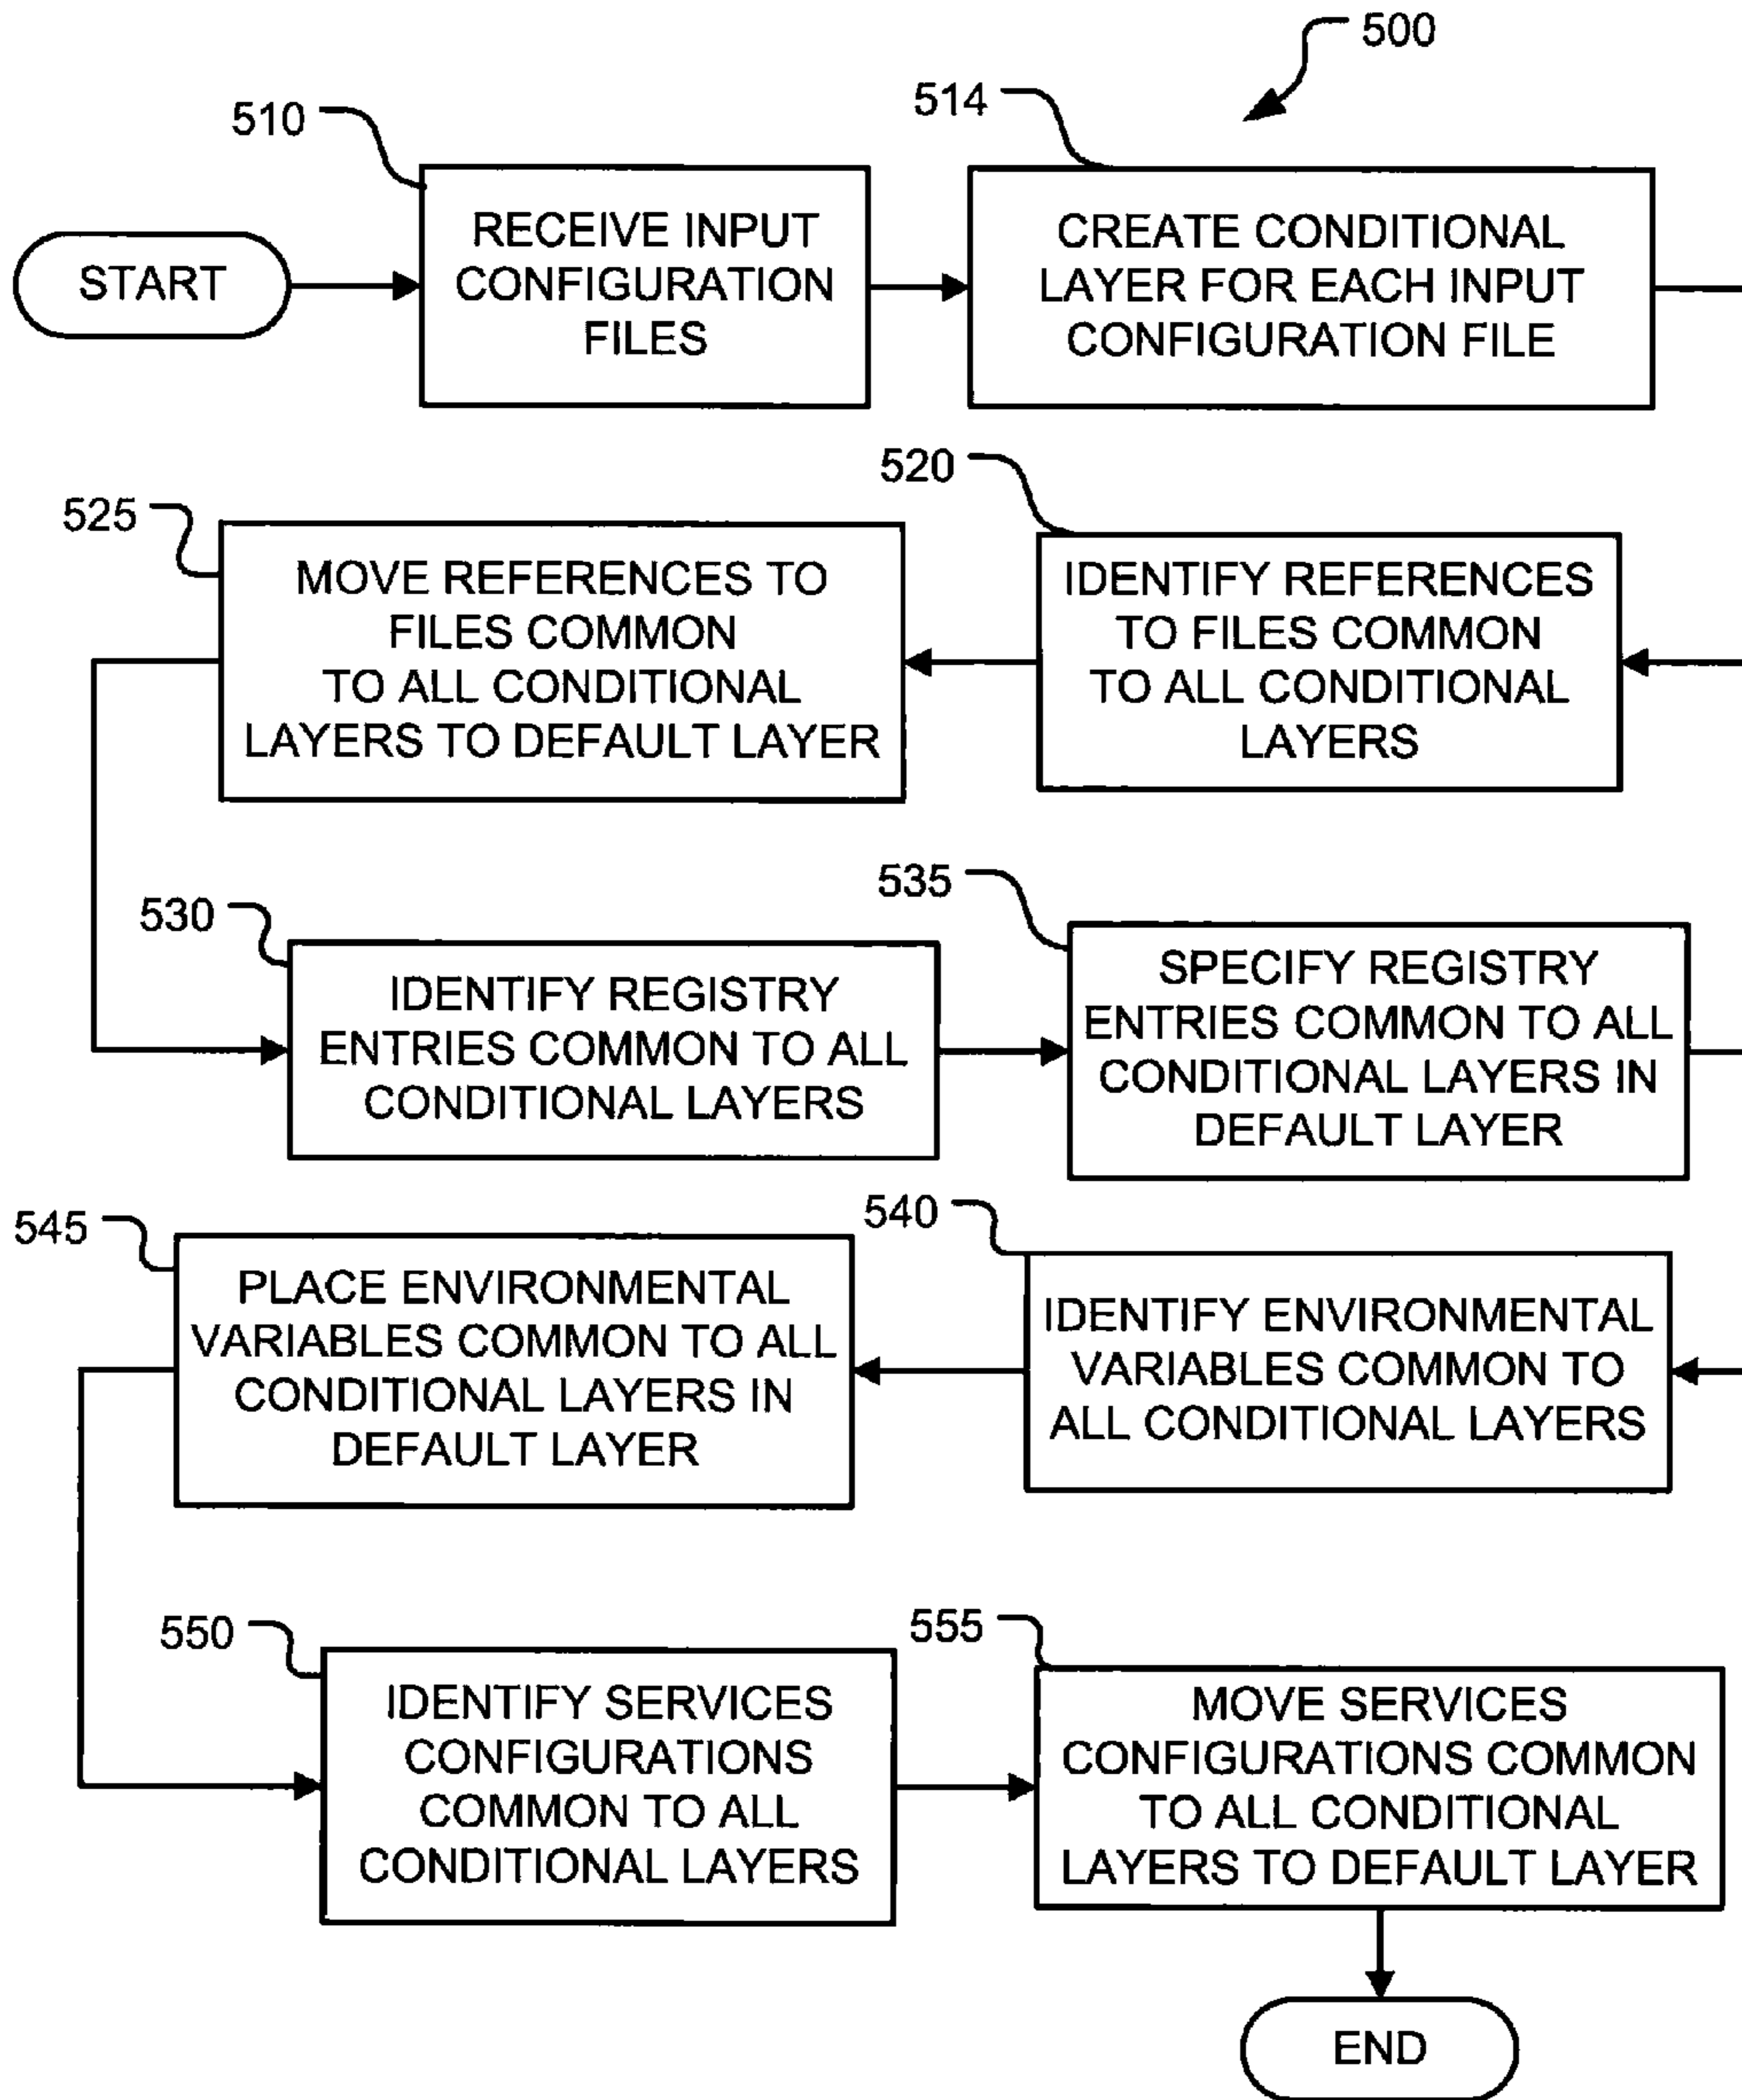 500
510
514
START
RECEIVE INPUT
CONFIGURATION
FILES
CREATE CONDITIONAL
LAYER FOR EACH INPUT
CONFIGURATION FILE
520
525
IDENTIFY REFERENCES
TO FILES COMMON
TO ALL CONDITIONAL
LAYERS
MOVE REFERENCES TO
FILES COMMON
TO ALL CONDITIONAL
LAYERS TO DEFAULT LAYER
530
IDENTIFY REGISTRY
ENTRIES COMMON TO ALL
CONDITIONAL LAYERS
535
SPECIFY REGISTRY
ENTRIES COMMON TO ALL
CONDITIONAL LAYERS IN
DEFAULT LAYER
540
IDENTIFY ENVIRONMENTAL
VARIABLES COMMON TO
ALL CONDITIONAL LAYERS
545
PLACE ENVIRONMENTAL
VARIABLES COMMON TO ALL
CONDITIONAL LAYERS IN
DEFAULT LAYER
550
IDENTIFY SERVICES
CONFIGURATIONS
COMMON TO ALL
CONDITIONAL LAYERS
555
MOVE SERVICES
CONFIGURATIONS COMMON
TO ALL CONDITIONAL
LAYERS TO DEFAULT LAYER
END